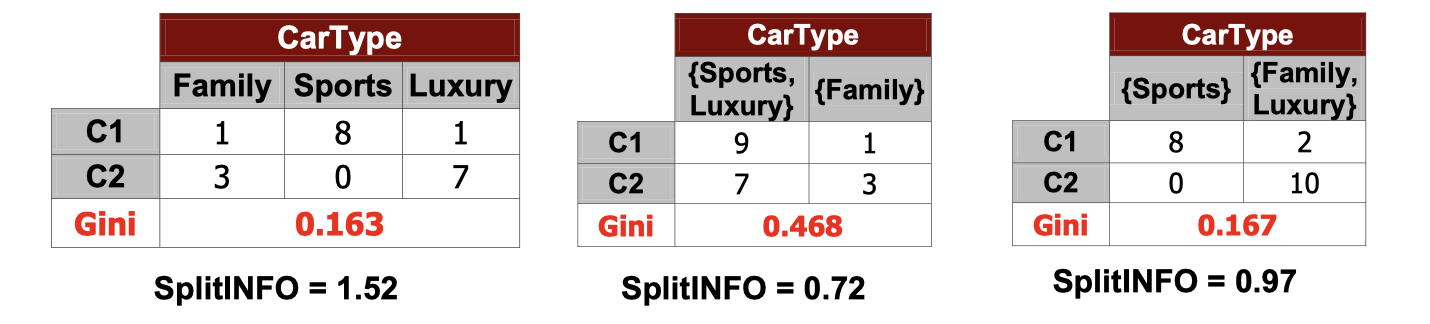 CarType
Family Sports Luxury
C1 1 8 1
C2 3 0 7
Gini 0.163
SplitINFO = 1.52
CarType
{Sports,
Luxury} {Family}
C1 9 1
C2 7 3
Gini 0.468
SplitINFO = 0.72
CarType
{Sports} {Family,
Luxury}
C1 8 2
C2 0 10
Gini 0.167
SplitINFO = 0.97